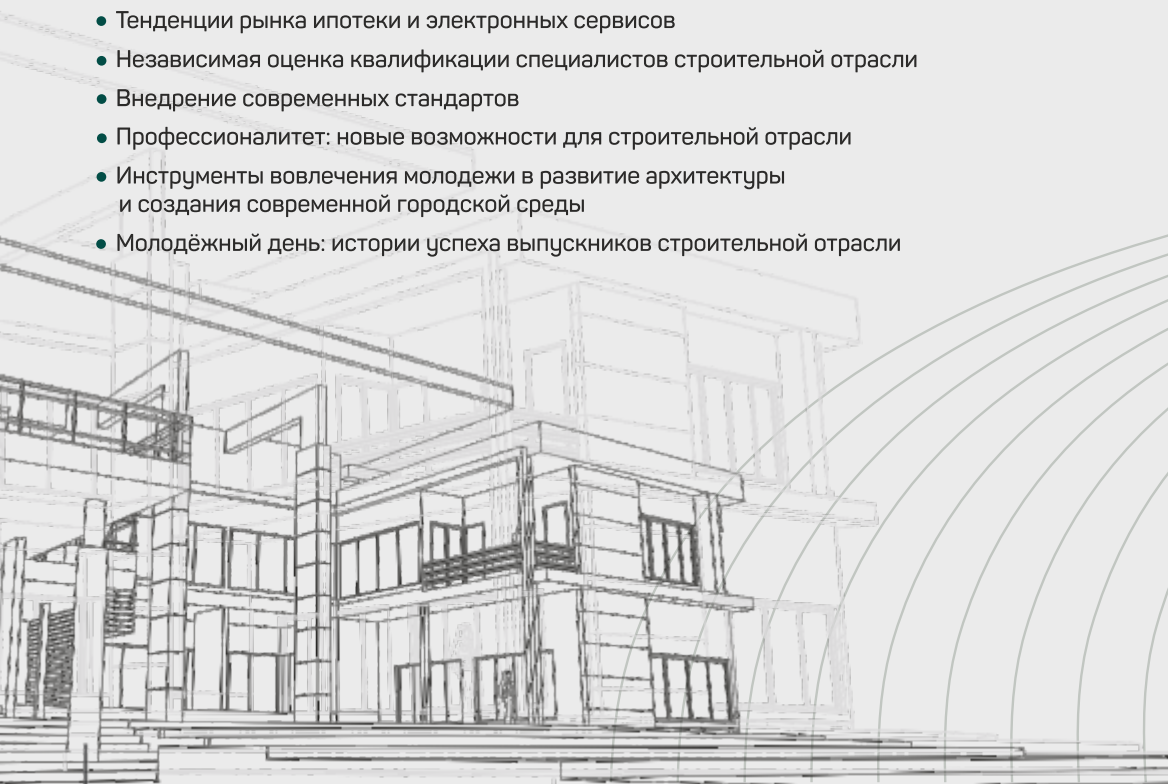 • Тенденции рынка ипотеки и электронных сервисов
• Независимая оценка квалификации специалистов строительной отрасли
• Внедрение современных стандартов
• Профессионалитет: новые возможности для строительной отрасли
• Инструменты вовлечения молодежи в развитие архитектуры
и создания современной городской среды
• Молодёжный день: истории успеха выпускников строительной отрасли